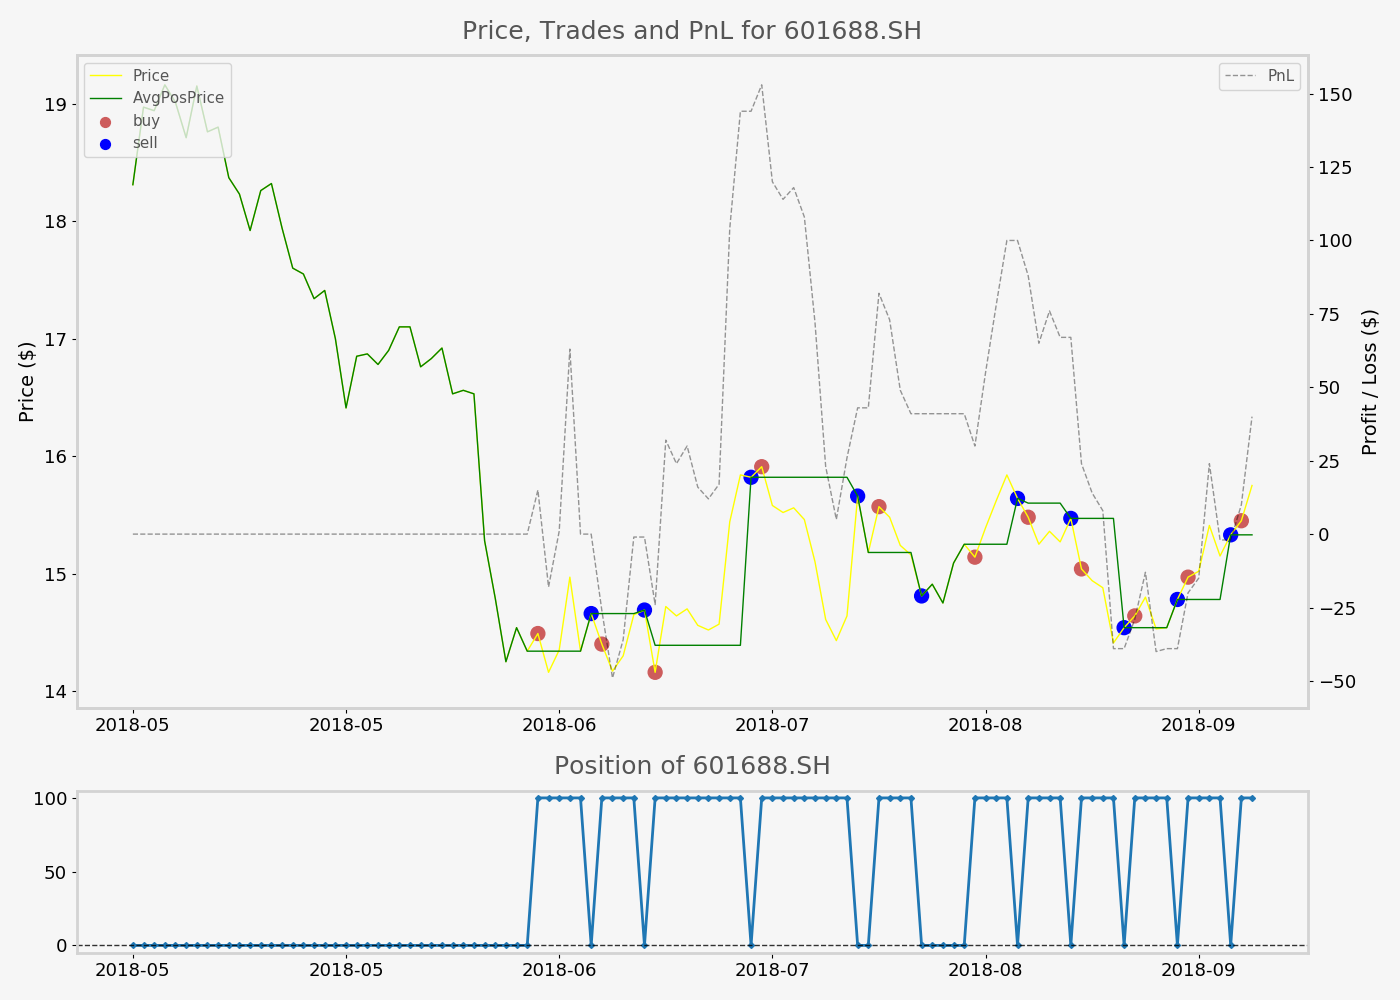 Price, Trades and PnL for 601688.SH
Price
AvgPosPrice
buy
sell
PnL
19
18
17
16
15
14
Price ($)
150
125
100
75
50
25
0
−25
−50
Profit / Loss ($)
2018-05 2018-05 2018-06 2018-07 2018-08 2018-09
Position of 601688.SH
100
50
0
2018-05 2018-05 2018-06 2018-07 2018-08 2018-09